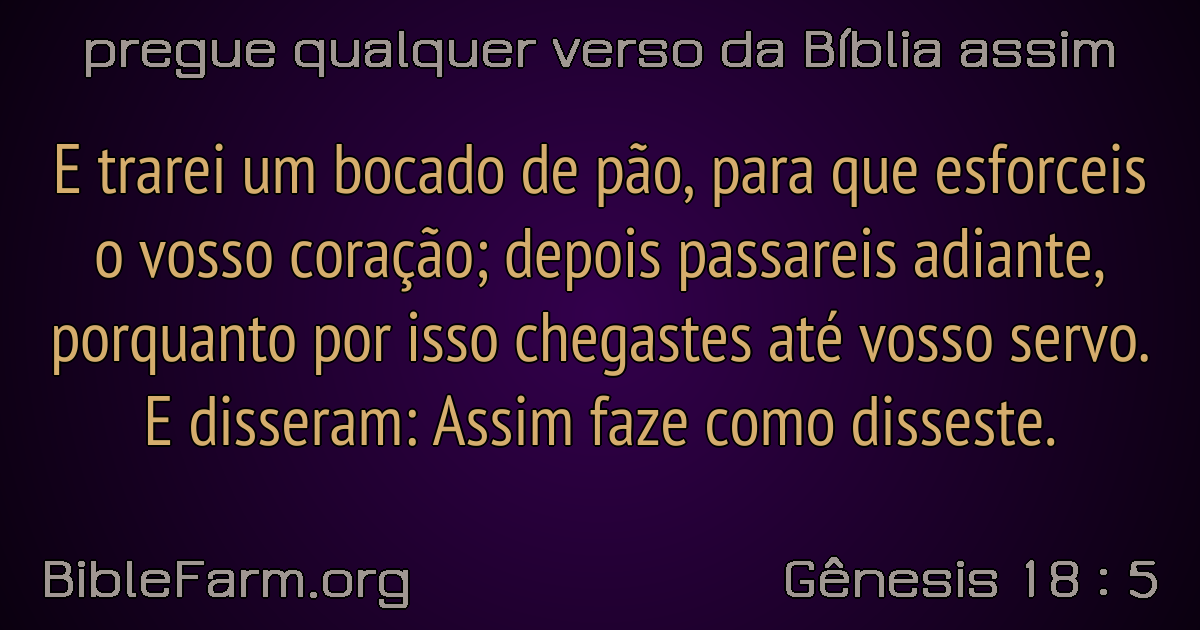 pregue qualquer verso da Bíblia assim
E trarei um bocado de pão, para que esforceis
o vosso coração; depois passareis adiante,
porquanto por isso chegastes até vosso servo.
E disseram: Assim faze como disseste.
BibleFarm.org
Gênesis 18 : 5